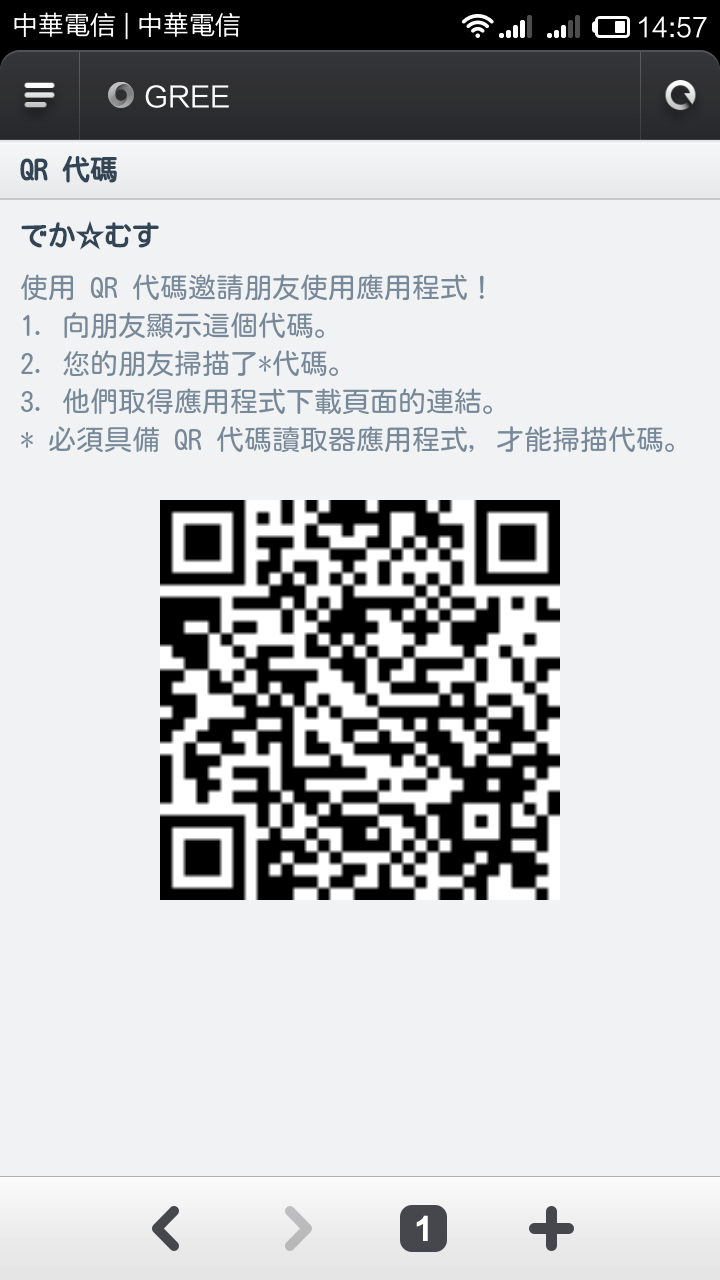 中華電信 | 中華電信 14:57
GREE
QR 代碼
でか☆むす
使用 QR 代碼邀請朋友使用應用程式！
1. 向朋友顯示這個代碼。
2. 您的朋友掃描了*代碼。
3. 他們取得應用程式下載頁面的連結。
* 必須具備 QR 代碼讀取器應用程式, 才能掃描代碼。
1